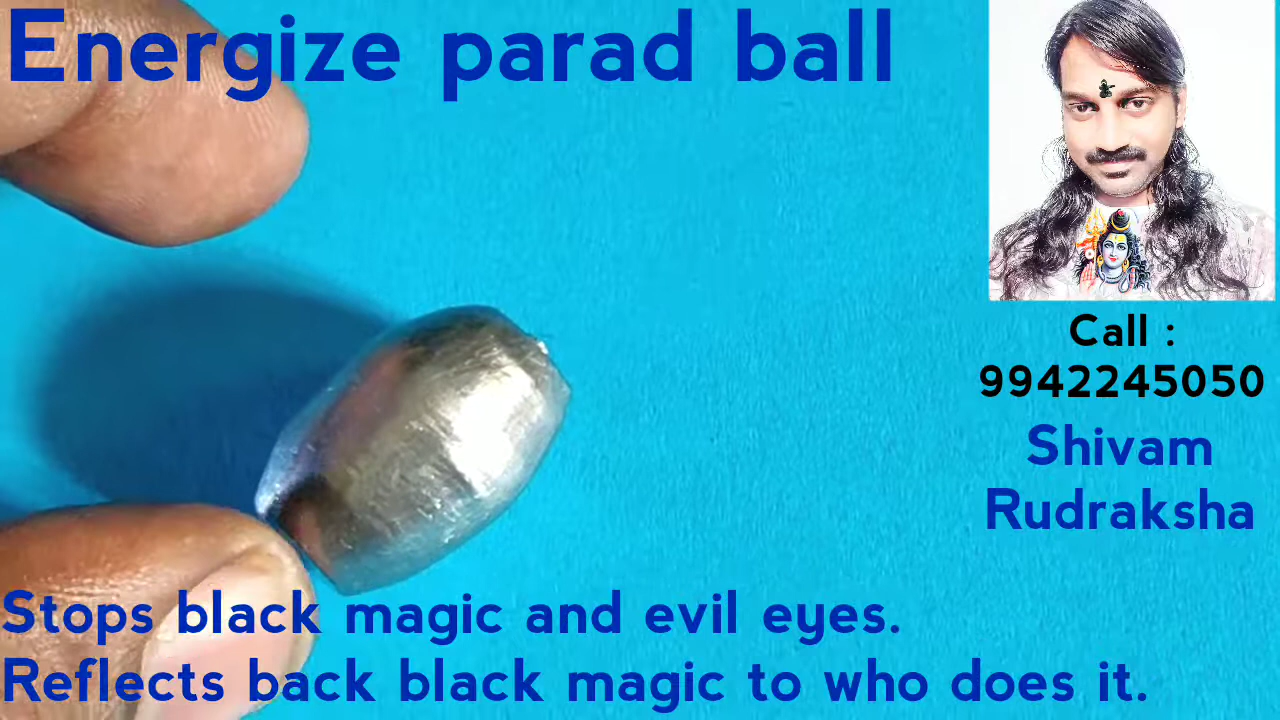 Energize parad ball
Call :
9942245050
Shivam
Rudraksha
Stops black magic and evil eyes.
Reflects back black magic to who does it.